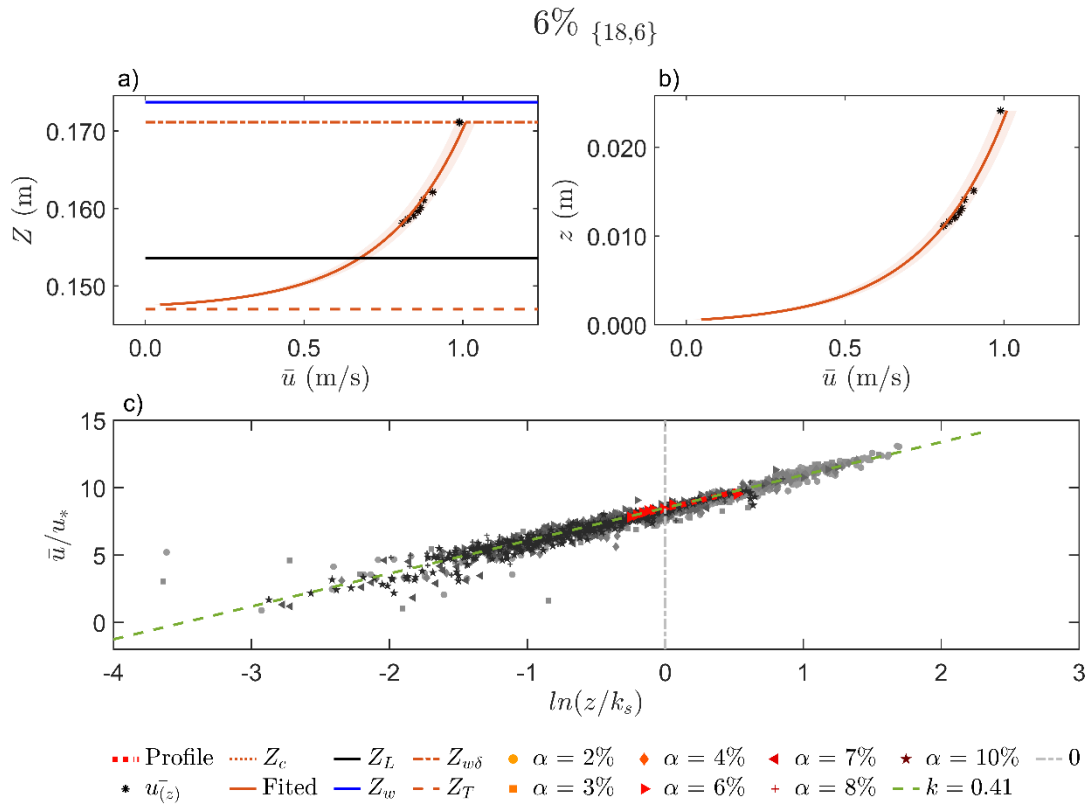 6% {18,6}
a)
b)
0.170
0.160
0.150
Z (m)
0.0 0.5 1.0
ū (m/s)
0.020
0.010
0.000
z (m)
0.0 0.5 1.0
ū (m/s)
c)
15
10
5
0
ū/u*
-4 -3 -2 -1 0 1 2 3
ln(z/ks)
Profile Zc ZL Zwδ α = 2% α = 4% α = 7% α = 10% 0
ū(z) Fited Zw ZT α = 3% α = 6% α = 8% k = 0.41